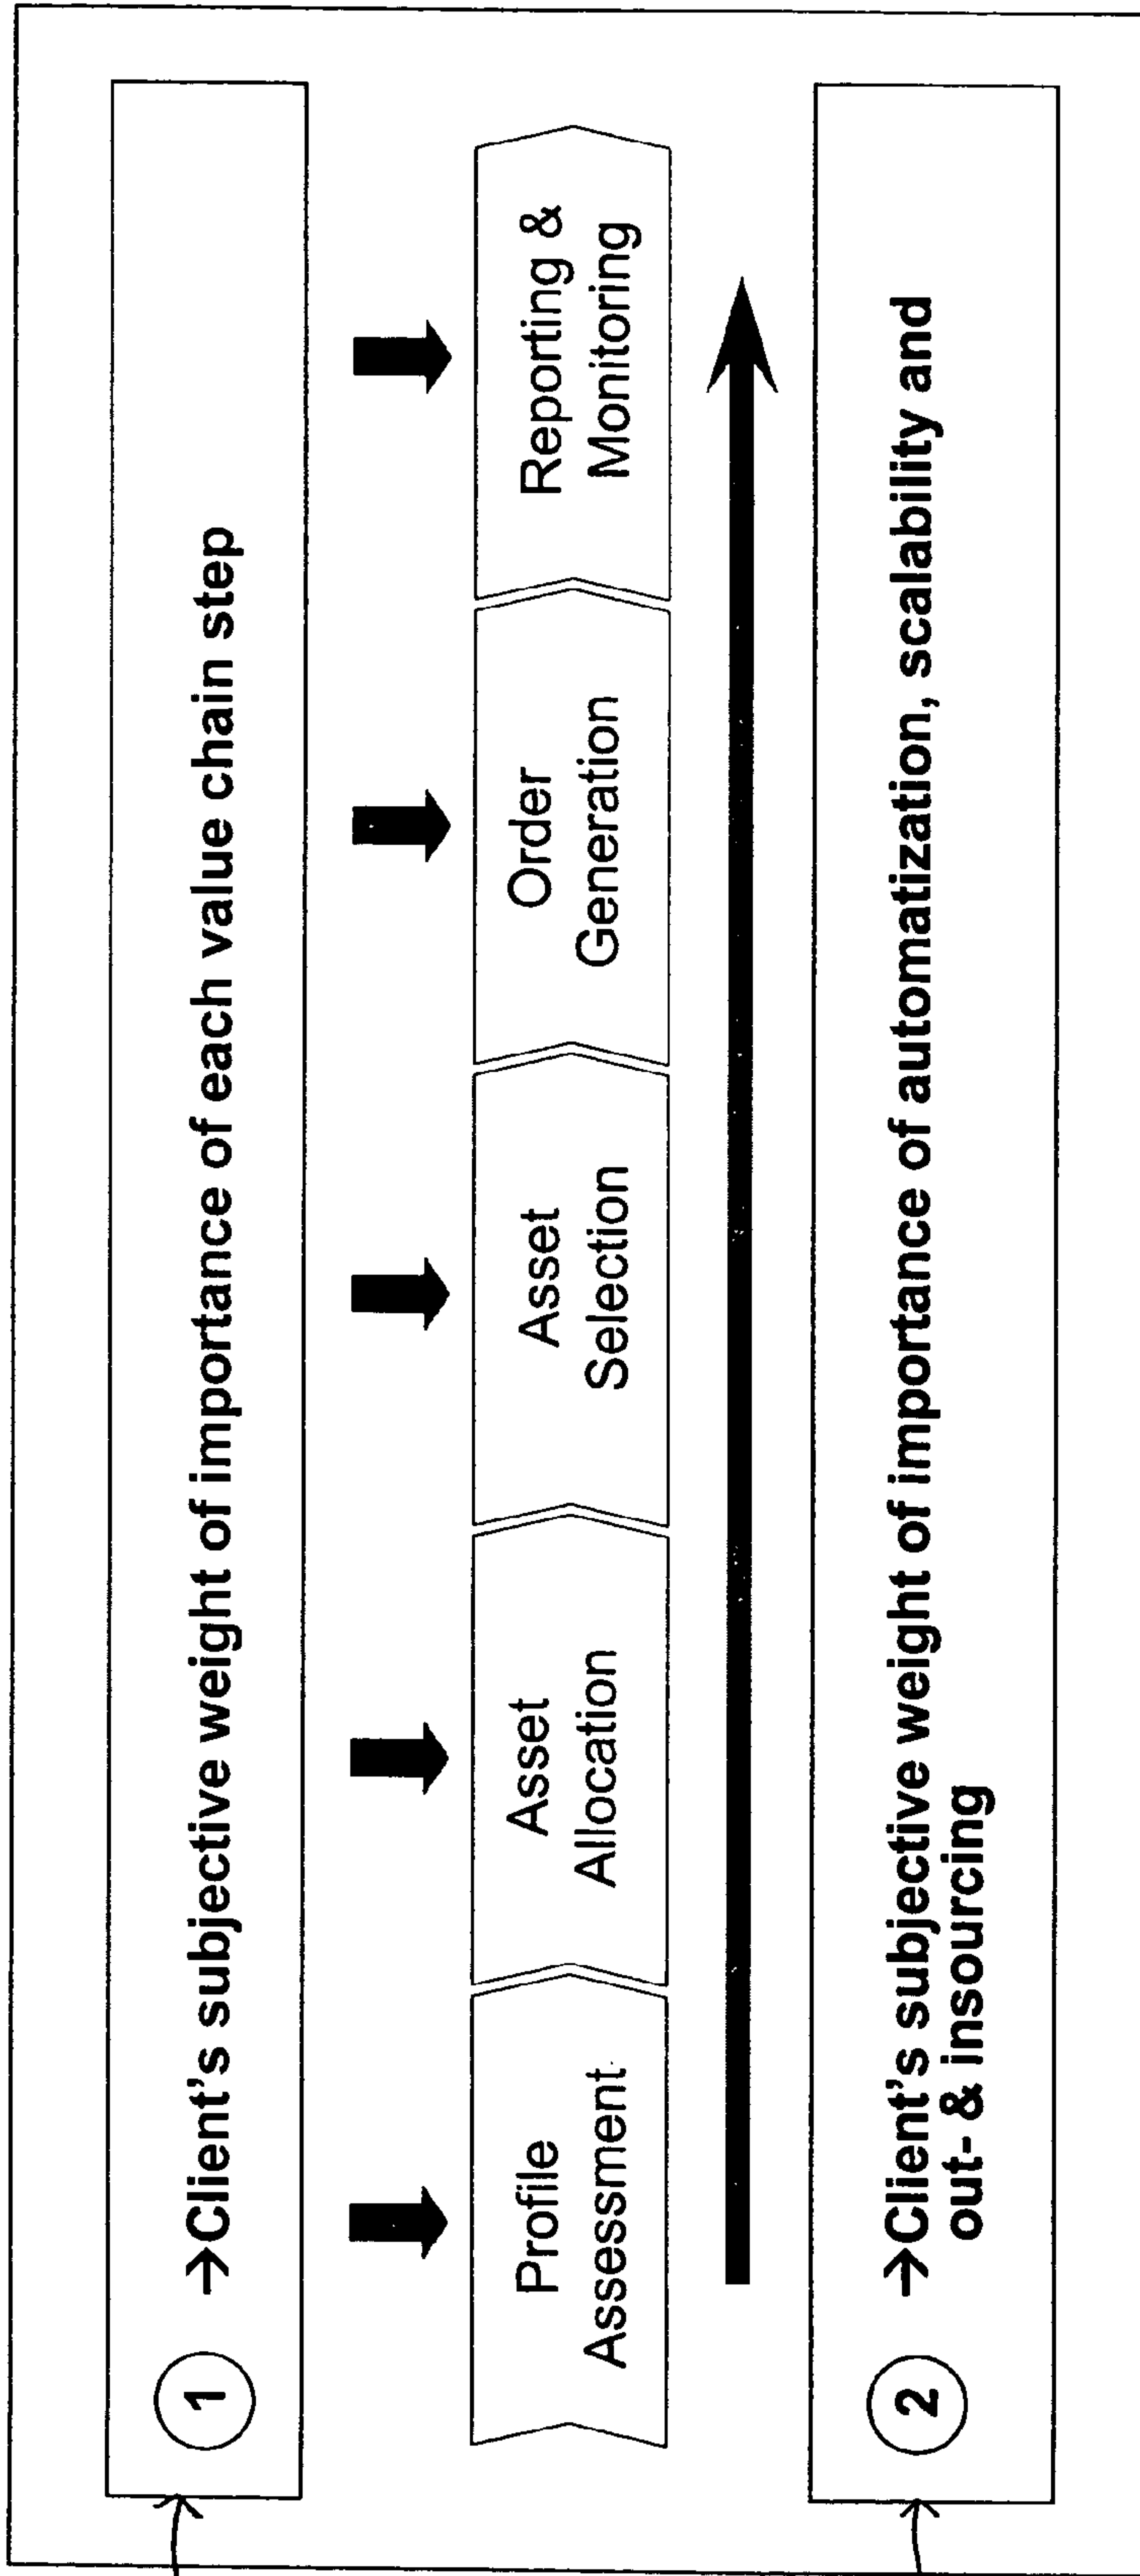 1
→Client's subjective weight of importance of each value chain step
Profile
Assessment
Asset
Allocation
Asset
Selection
Order
Generation
Reporting &
Monitoring
2
→Client's subjective weight of importance of automatization, scalability and
out- & insourcing